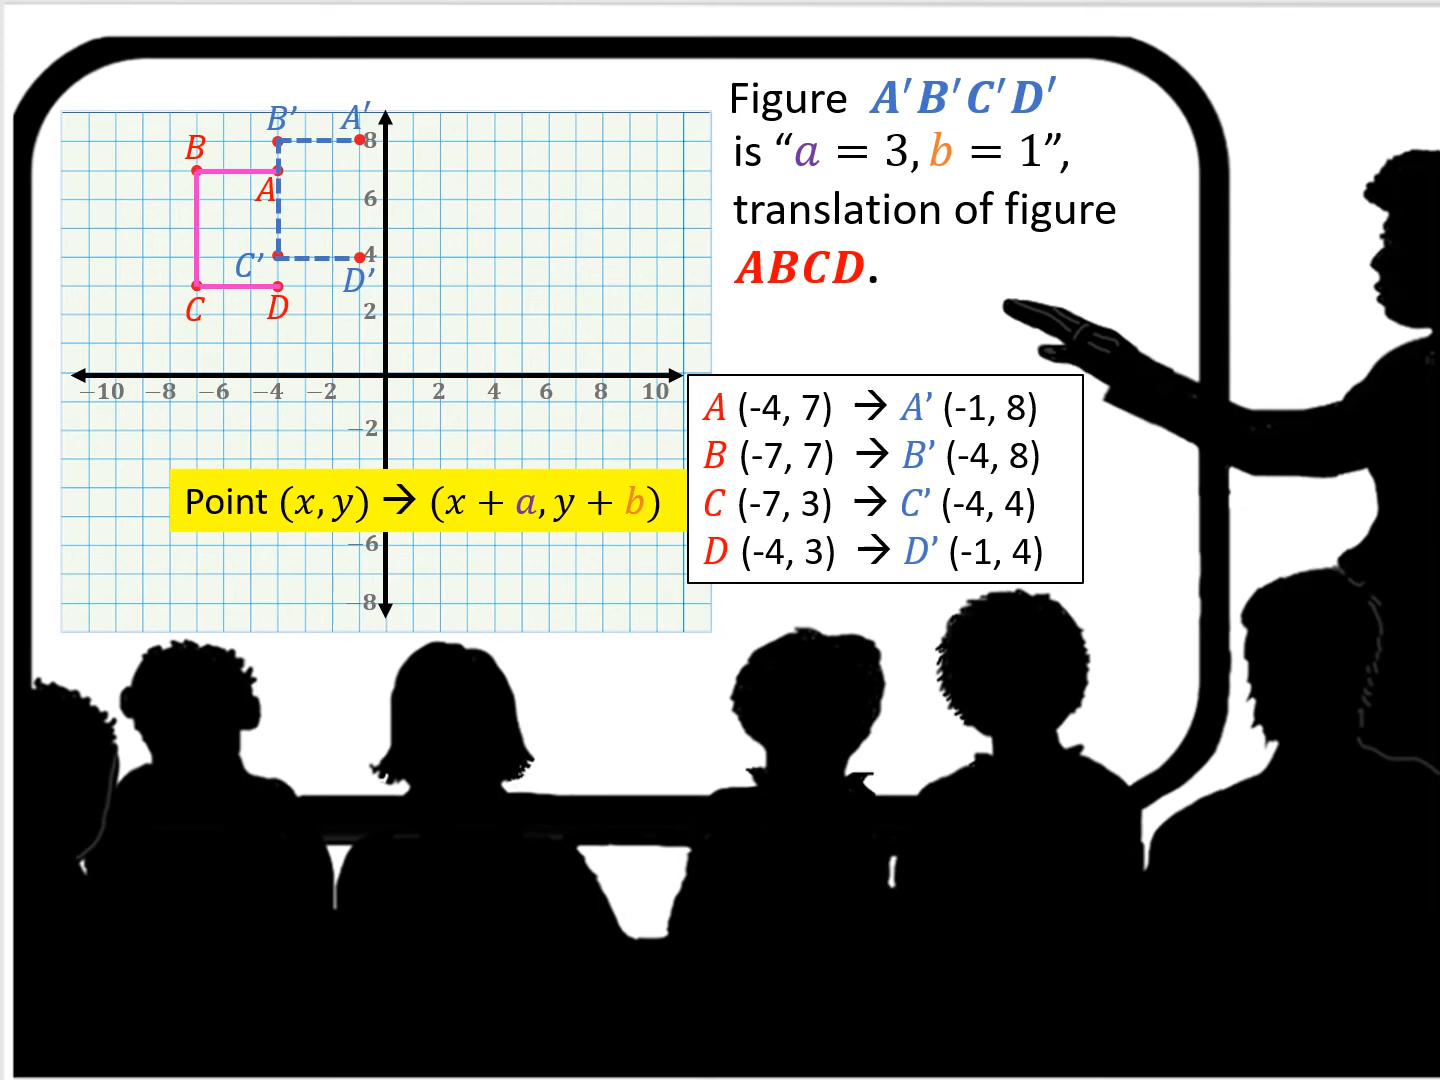 Figure A′B′C′D′
is “a = 3, b = 1”,
translation of figure
ABCD.
B’ A′
8
B
A
6
C’ 4
D’
C D 2
−10 −8 −6 −4 −2 2 4 6 8 10
−2
Point (x, y) → (x + a, y + b)
−6
−8
A (-4, 7) → A’ (-1, 8)
B (-7, 7) → B’ (-4, 8)
C (-7, 3) → C’ (-4, 4)
D (-4, 3) → D’ (-1, 4)